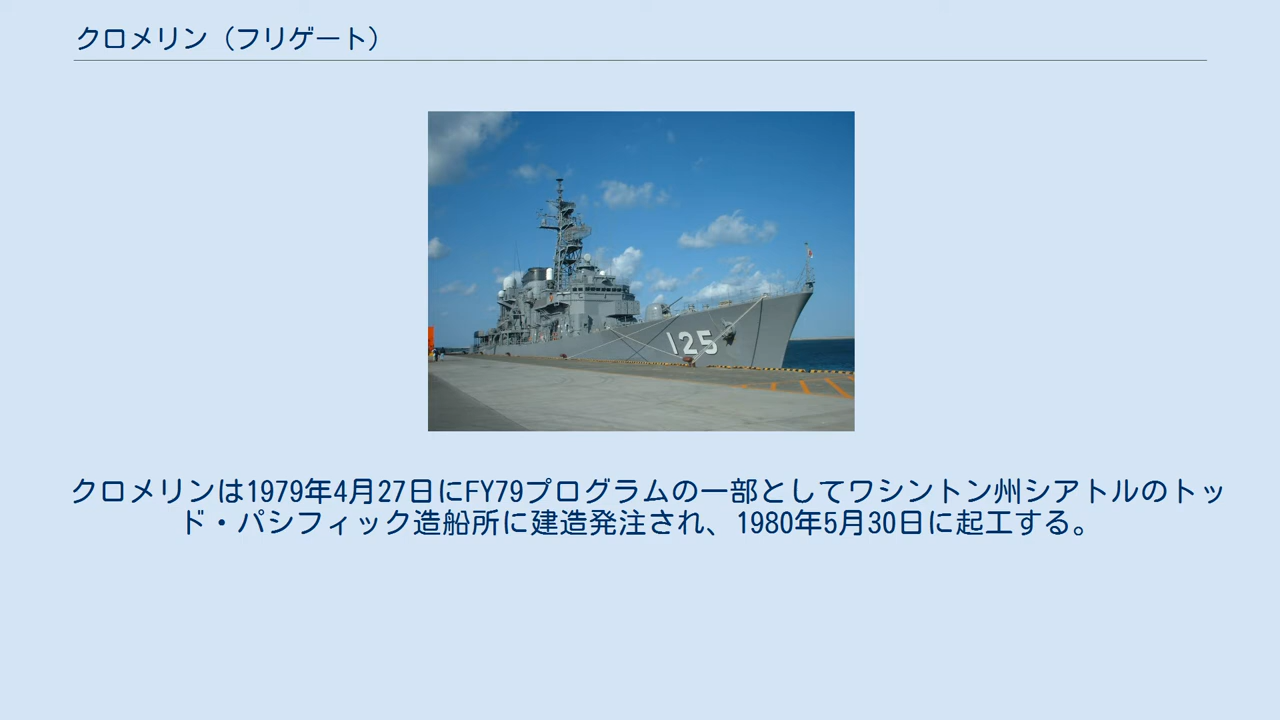 クロメリン（フリゲート）
125
クロメリンは1979年4月27日にFY79プログラムの一部としてワシントン州シアトルのトッ
ド・パシフィック造船所に建造発注され、1980年5月30日に起工する。